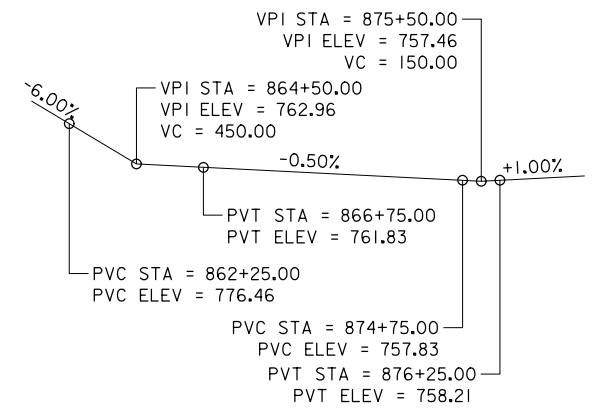 VPI STA = 875+50.00
VPI ELEV = 757.46
VC = 150.00
-6.00%
VPI STA = 864+50.00
VPI ELEV = 762.96
VC = 450.00
-0.50%
+1.00%
PVT STA = 866+75.00
PVT ELEV = 761.83
PVC STA = 862+25.00
PVC ELEV = 776.46
PVC STA = 874+75.00
PVC ELEV = 757.83
PVT STA = 876+25.00
PVT ELEV = 758.21